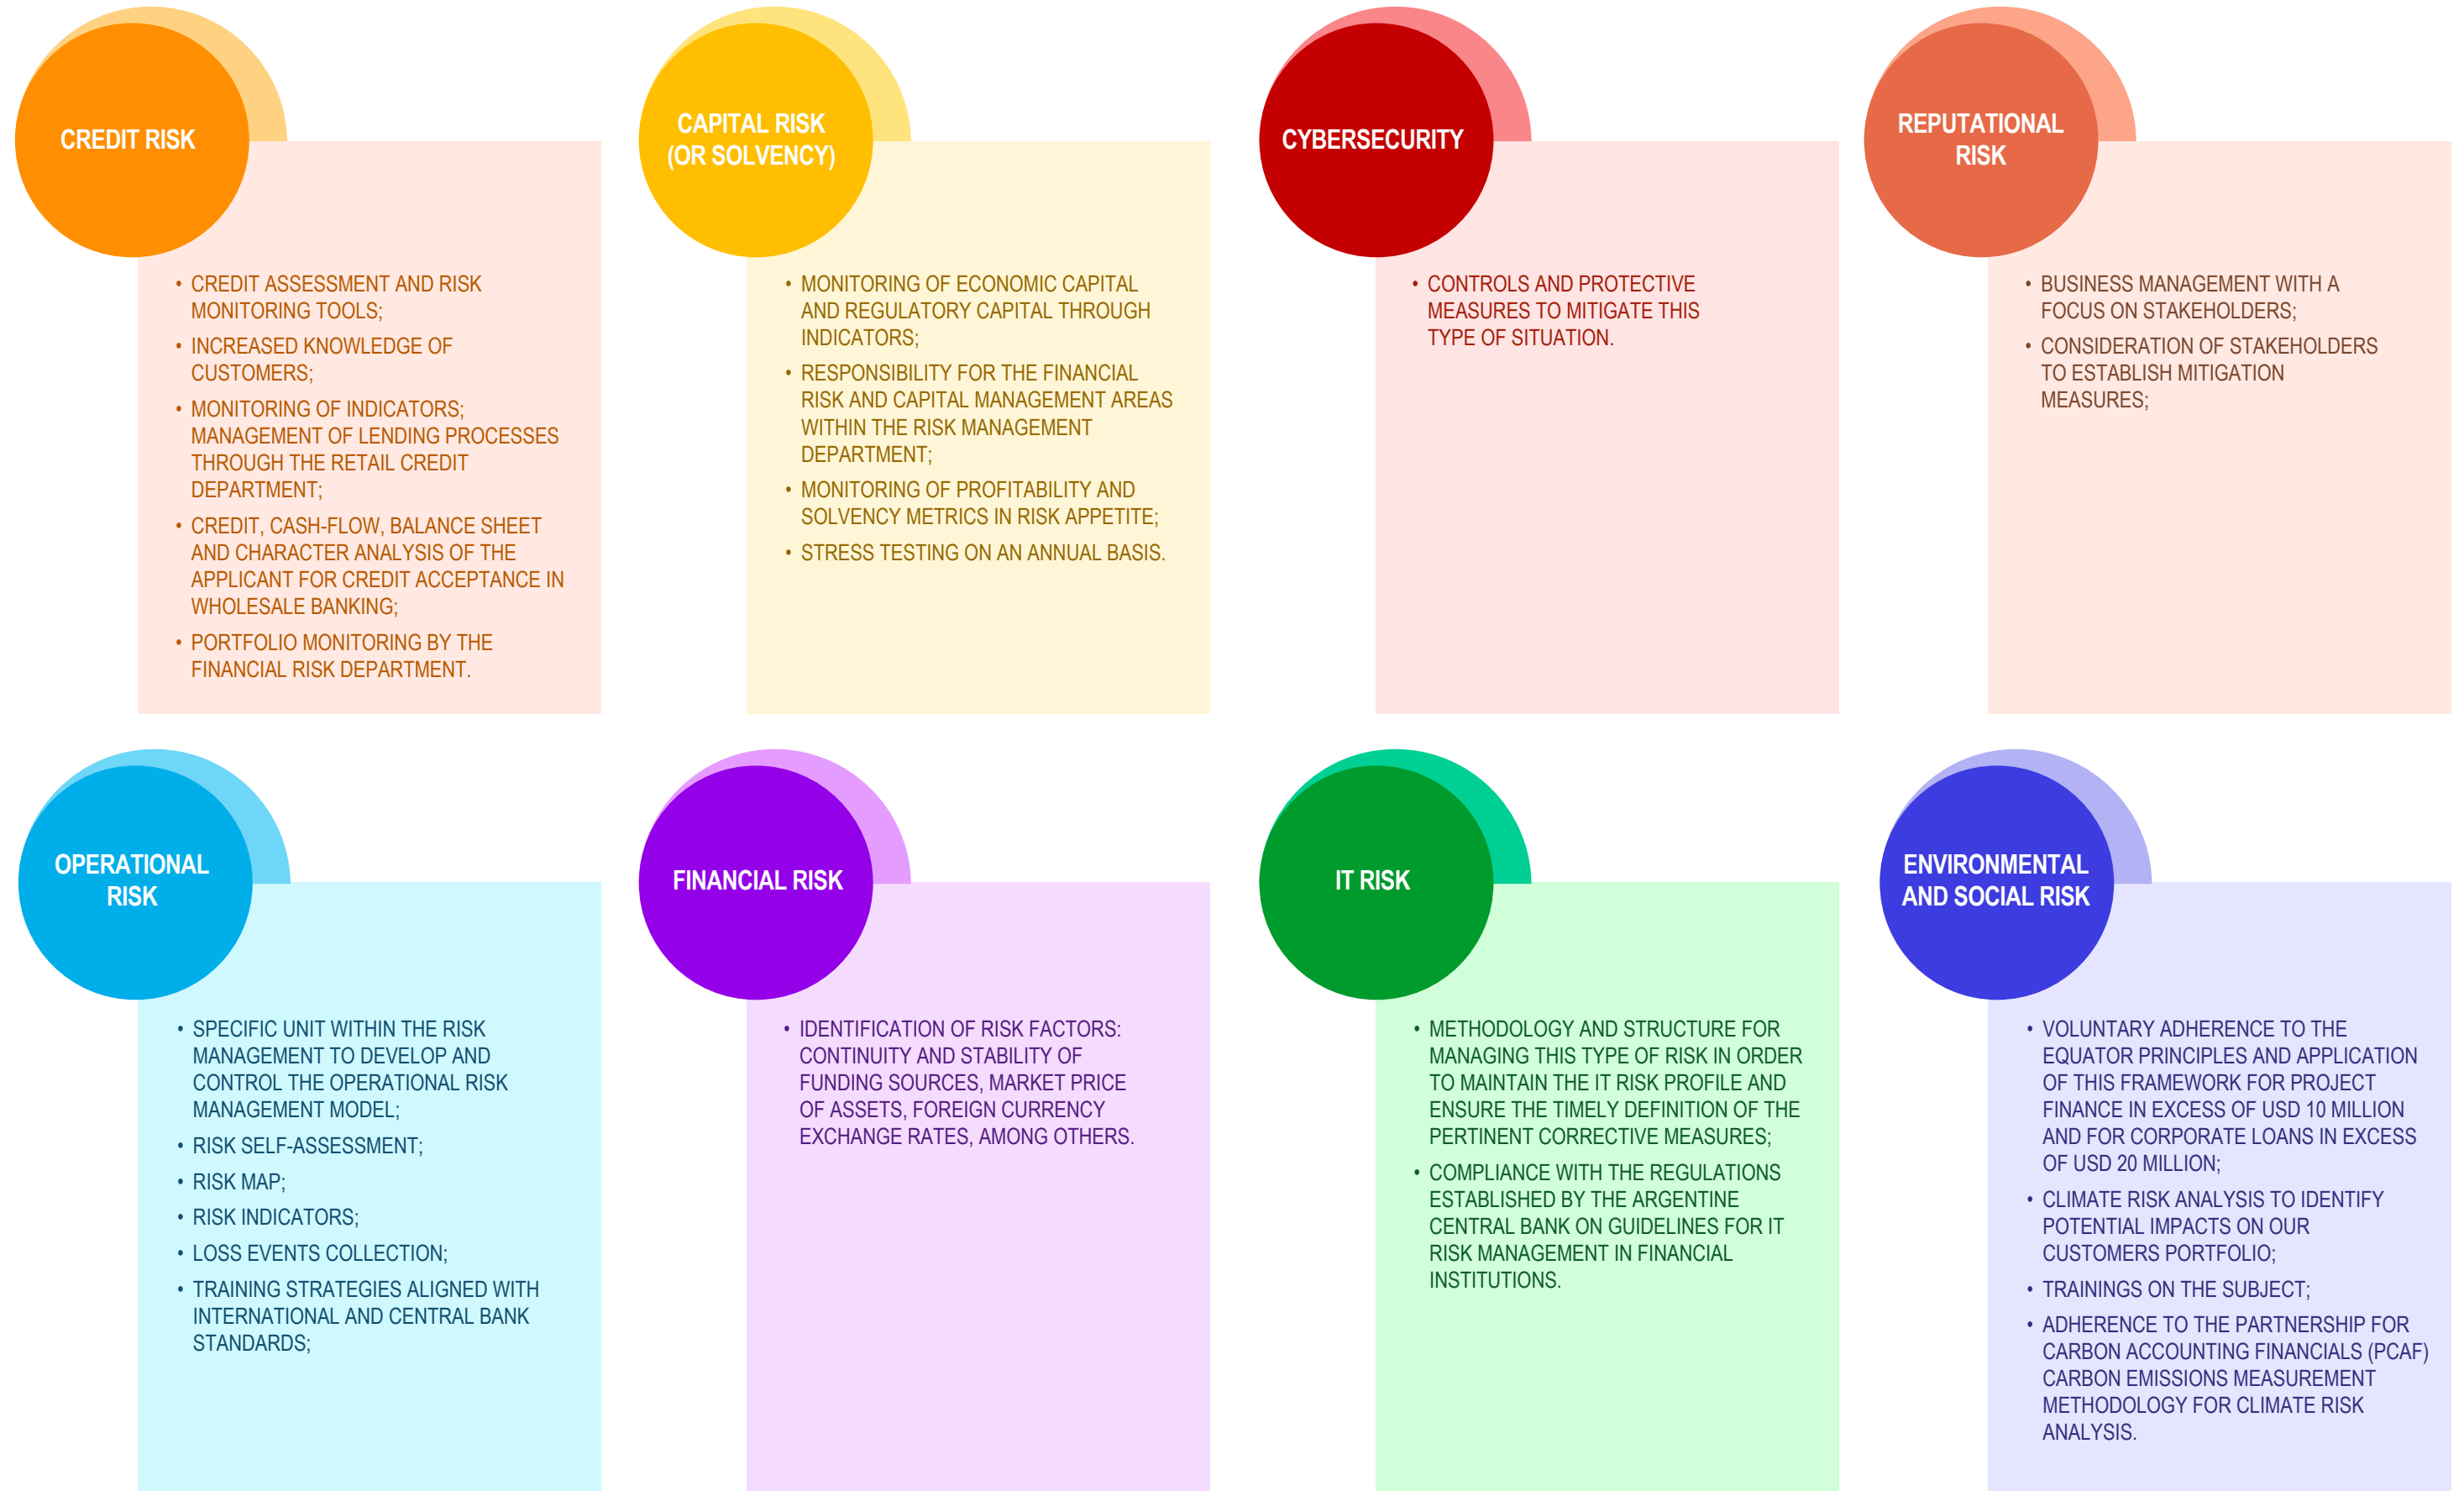 CREDIT RISK
• CREDIT ASSESSMENT AND RISK
MONITORING TOOLS;
• INCREASED KNOWLEDGE OF
CUSTOMERS;
• MONITORING OF INDICATORS;
MANAGEMENT OF LENDING PROCESSES
THROUGH THE RETAIL CREDIT
DEPARTMENT;
• CREDIT, CASH-FLOW, BALANCE SHEET
AND CHARACTER ANALYSIS OF THE
APPLICANT FOR CREDIT ACCEPTANCE IN
WHOLESALE BANKING;
• PORTFOLIO MONITORING BY THE
FINANCIAL RISK DEPARTMENT.
CAPITAL RISK
(OR SOLVENCY)
• MONITORING OF ECONOMIC CAPITAL
AND REGULATORY CAPITAL THROUGH
INDICATORS;
• RESPONSIBILITY FOR THE FINANCIAL
RISK AND CAPITAL MANAGEMENT AREAS
WITHIN THE RISK MANAGEMENT
DEPARTMENT;
• MONITORING OF PROFITABILITY AND
SOLVENCY METRICS IN RISK APPETITE;
• STRESS TESTING ON AN ANNUAL BASIS.
CYBERSECURITY
• CONTROLS AND PROTECTIVE
MEASURES TO MITIGATE THIS
TYPE OF SITUATION.
REPUTATIONAL
RISK
• BUSINESS MANAGEMENT WITH A
FOCUS ON STAKEHOLDERS;
• CONSIDERATION OF STAKEHOLDERS
TO ESTABLISH MITIGATION
MEASURES;
OPERATIONAL
RISK
• SPECIFIC UNIT WITHIN THE RISK
MANAGEMENT TO DEVELOP AND
CONTROL THE OPERATIONAL RISK
MANAGEMENT MODEL;
• RISK SELF-ASSESSMENT;
• RISK MAP;
• RISK INDICATORS;
• LOSS EVENTS COLLECTION;
• TRAINING STRATEGIES ALIGNED WITH
INTERNATIONAL AND CENTRAL BANK
STANDARDS;
FINANCIAL RISK
• IDENTIFICATION OF RISK FACTORS:
CONTINUITY AND STABILITY OF
FUNDING SOURCES, MARKET PRICE
OF ASSETS, FOREIGN CURRENCY
EXCHANGE RATES, AMONG OTHERS.
IT RISK
• METHODOLOGY AND STRUCTURE FOR
MANAGING THIS TYPE OF RISK IN ORDER
TO MAINTAIN THE IT RISK PROFILE AND
ENSURE THE TIMELY DEFINITION OF THE
PERTINENT CORRECTIVE MEASURES;
• COMPLIANCE WITH THE REGULATIONS
ESTABLISHED BY THE ARGENTINE
CENTRAL BANK ON GUIDELINES FOR IT
RISK MANAGEMENT IN FINANCIAL
INSTITUTIONS.
ENVIRONMENTAL
AND SOCIAL RISK
• VOLUNTARY ADHERENCE TO THE
EQUATOR PRINCIPLES AND APPLICATION
OF THIS FRAMEWORK FOR PROJECT
FINANCE IN EXCESS OF USD 10 MILLION
AND FOR CORPORATE LOANS IN EXCESS
OF USD 20 MILLION;
• CLIMATE RISK ANALYSIS TO IDENTIFY
POTENTIAL IMPACTS ON OUR
CUSTOMERS PORTFOLIO;
• TRAININGS ON THE SUBJECT;
• ADHERENCE TO THE PARTNERSHIP FOR
CARBON ACCOUNTING FINANCIALS (PCAF)
CARBON EMISSIONS MEASUREMENT
METHODOLOGY FOR CLIMATE RISK
ANALYSIS.